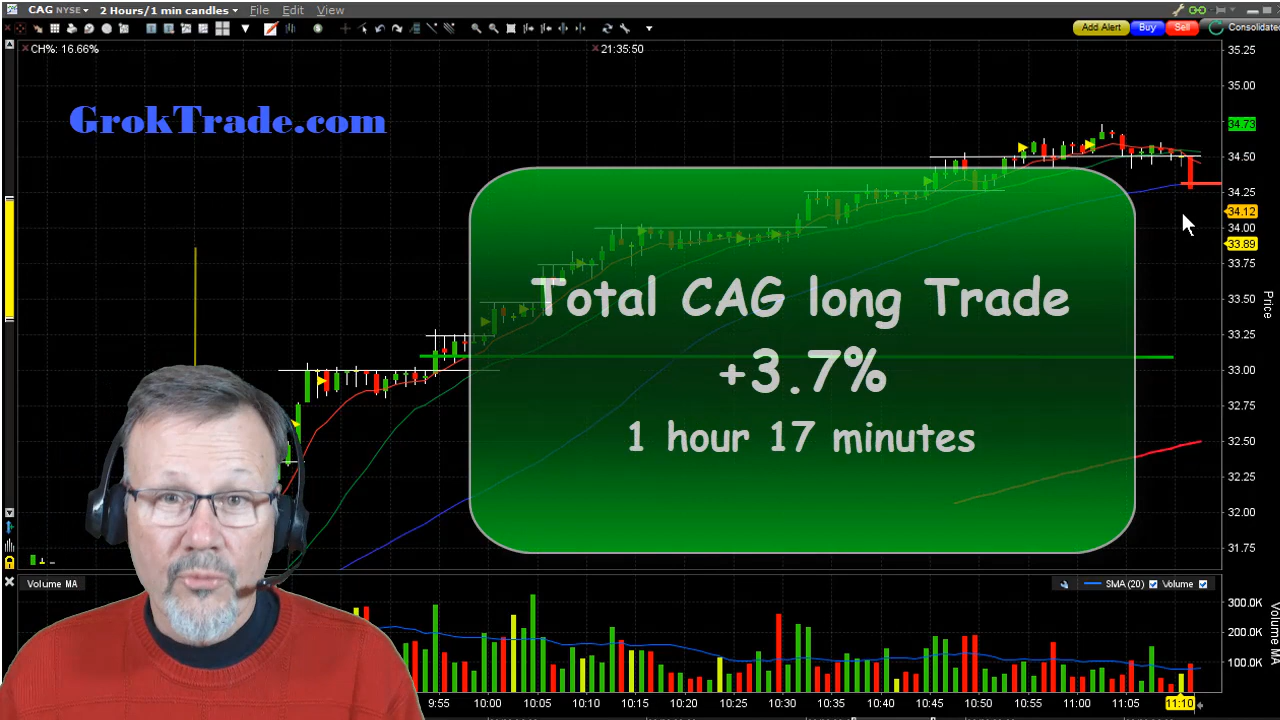 CAG NYSE 2 Hours/1 min candles File Edit View
Add Alert Buy Sell Consolidate
CH%: 16.66% 21:35:50
35.25
35.00
34.73
34.50
34.25
34.12
34.00
33.89
33.75
33.50
33.25
33.00
32.75
32.50
32.25
32.00
31.75
Price
GrokTrade.com
Total CAG long Trade
+3.7%
1 hour 17 minutes
Volume MA SMA(20) Volume
300.0K
200.0K
100.0K
Volume MA
9:55 10:00 10:05 10:10 10:15 10:20 10:25 10:30 10:35 10:40 10:45 10:50 10:55 11:00 11:05 11:10